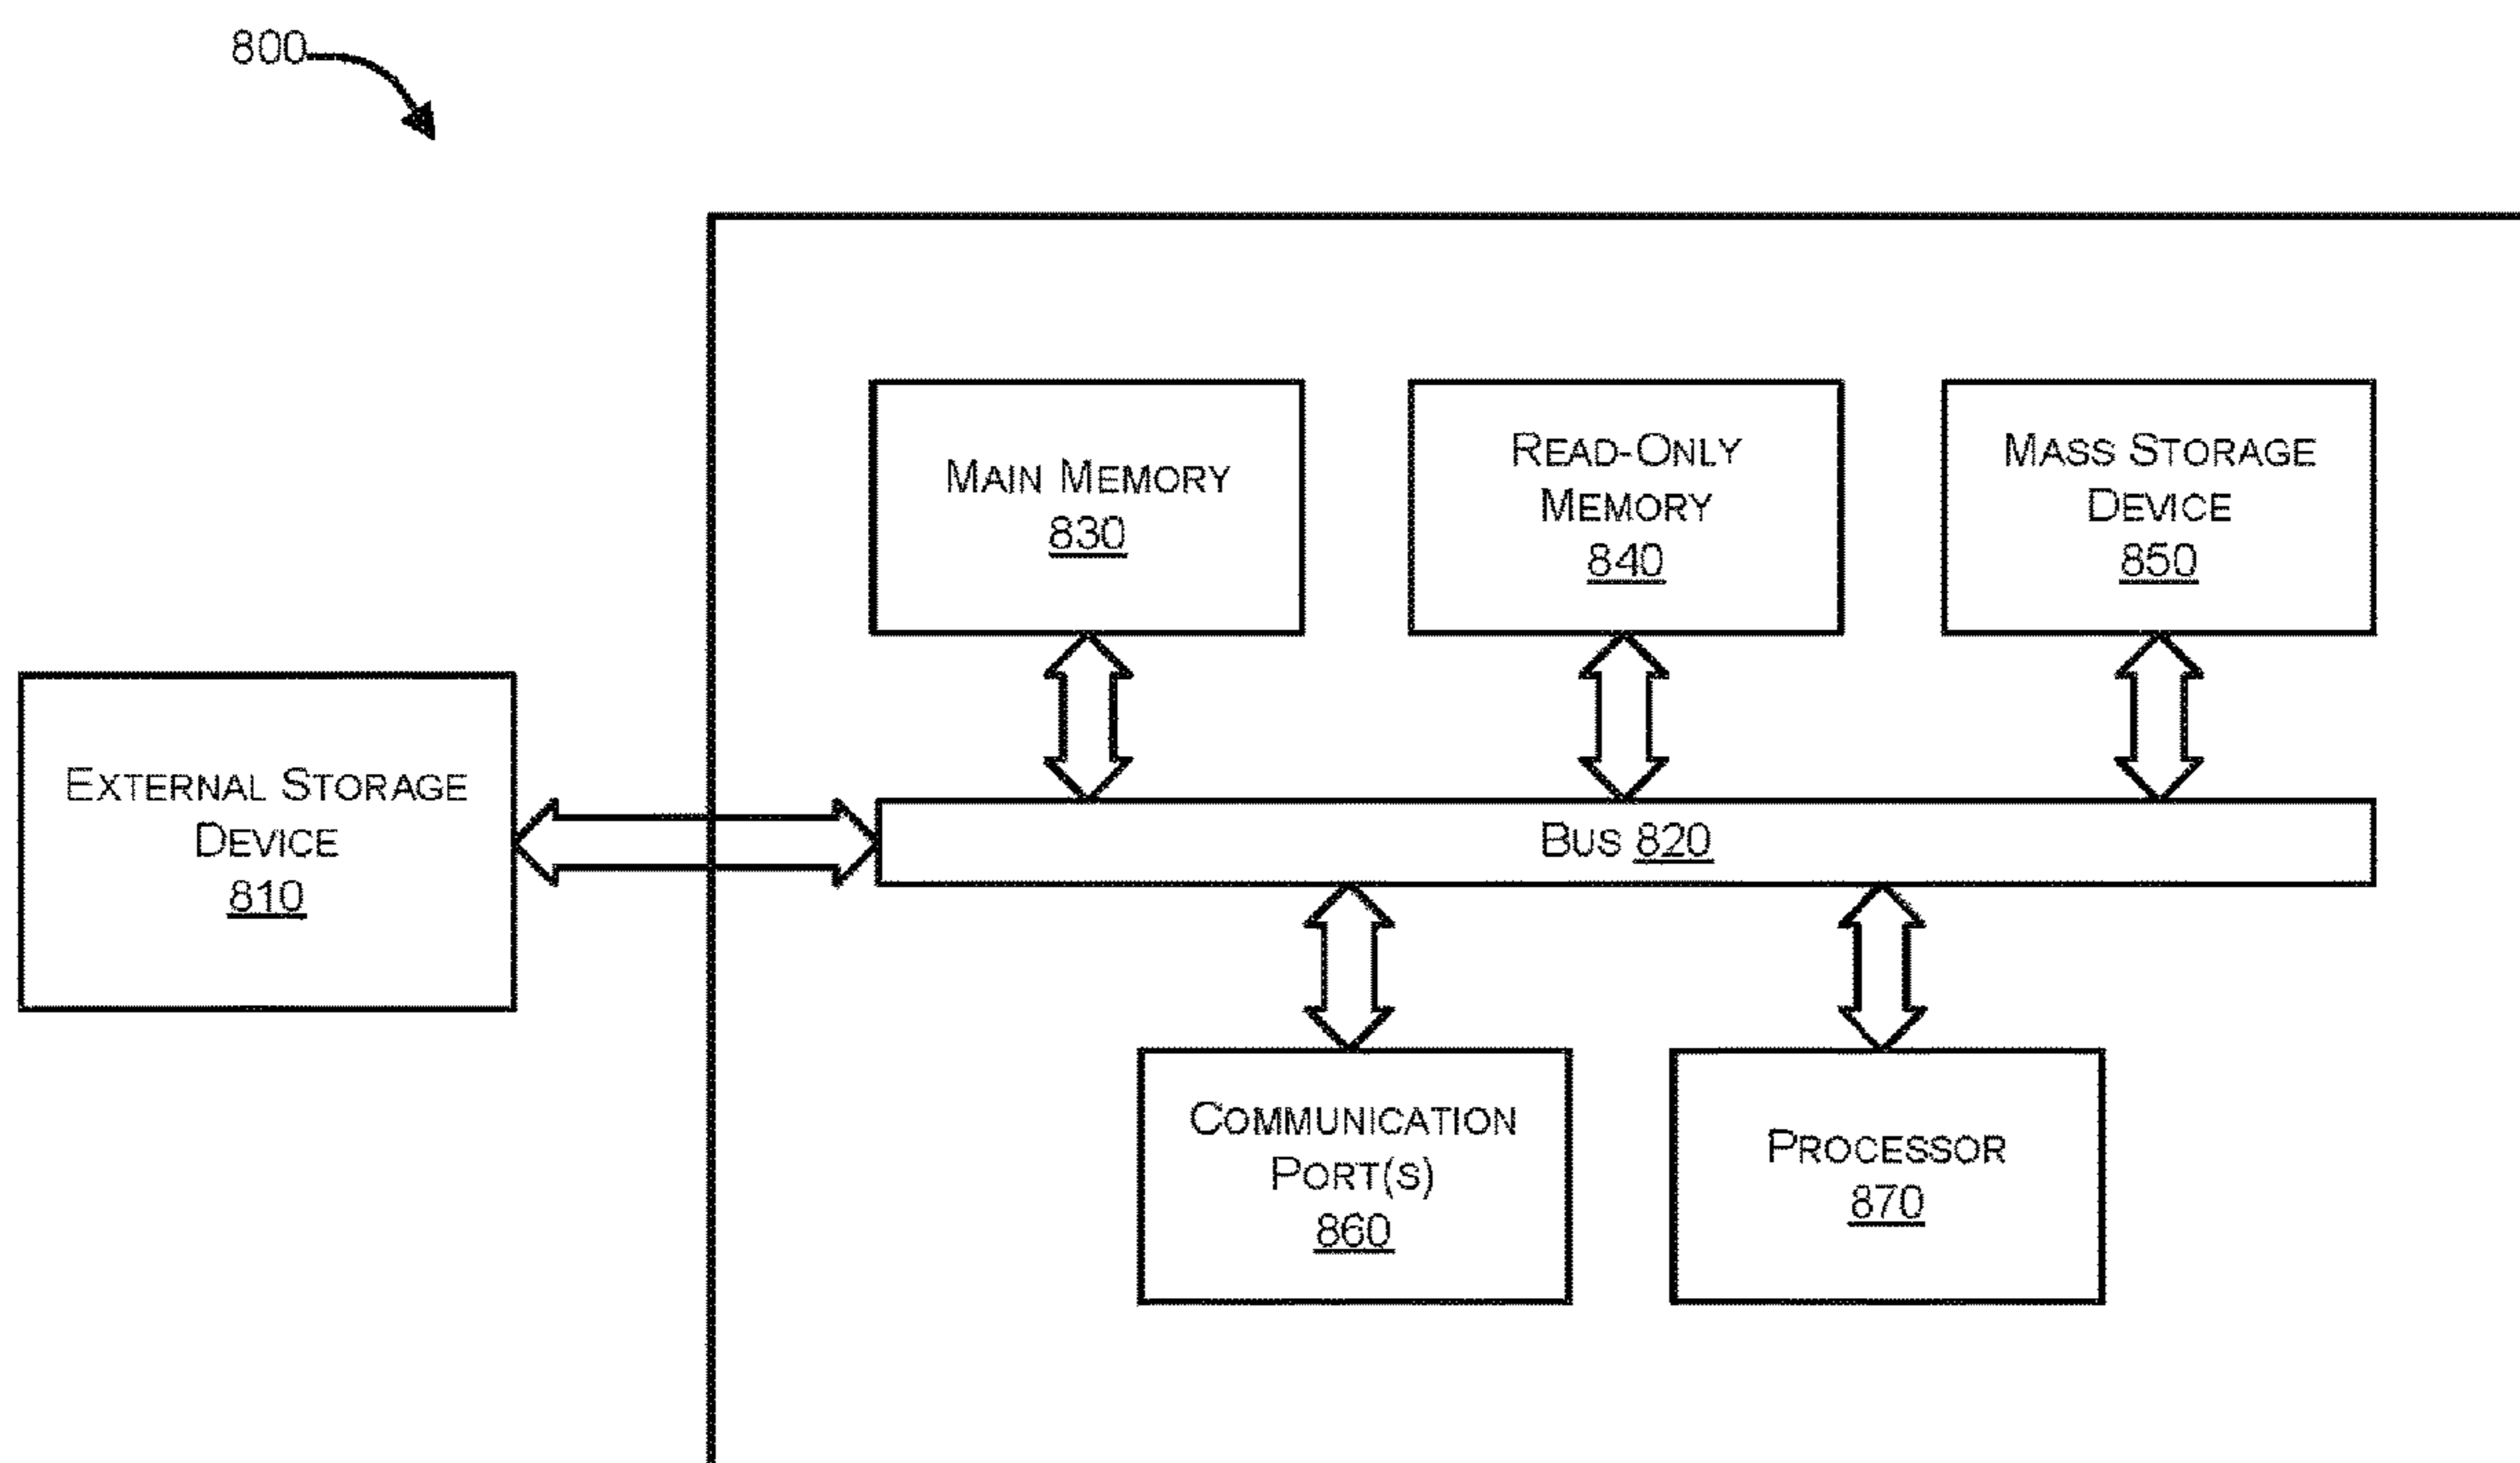 800
MAIN MEMORY
830
READ-ONLY
MEMORY
840
MASS STORAGE
DEVICE
850
EXTERNAL STORAGE
DEVICE
810
BUS 820
COMMUNICATION
PORT(S)
860
PROCESSOR
870